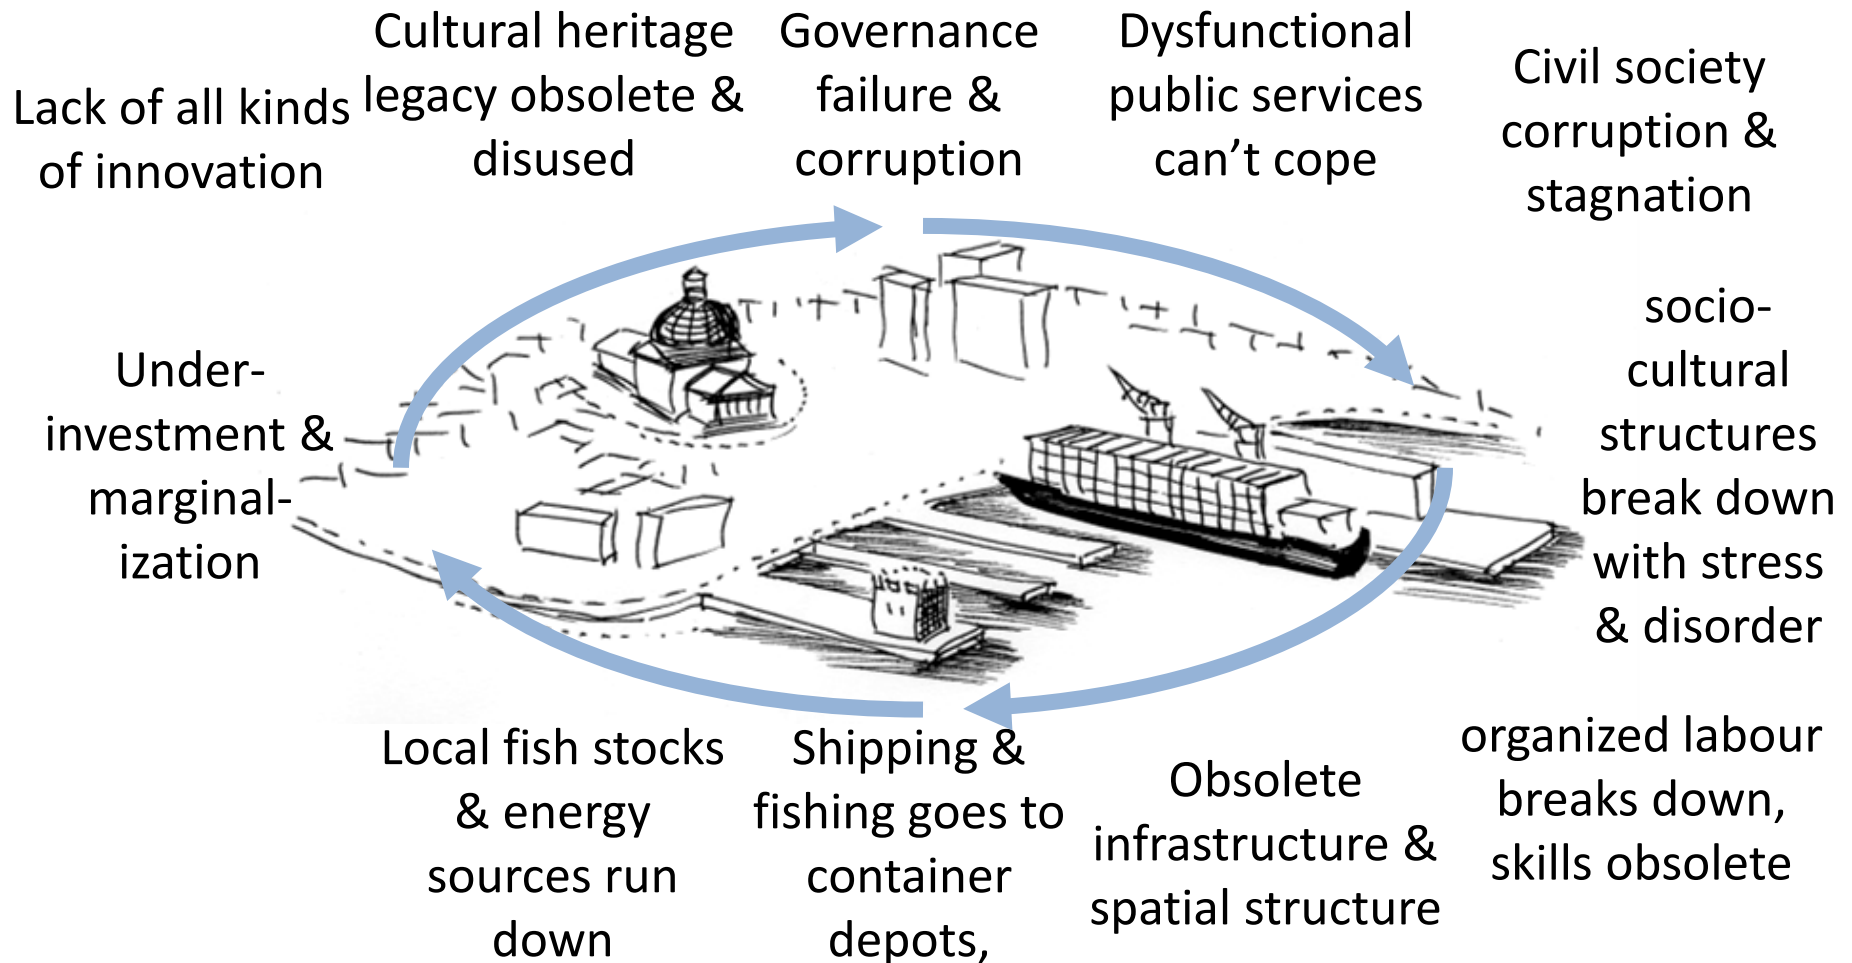 Lack of all kinds
of innovation
Cultural heritage
legacy obsolete &
disused
Governance
failure &
corruption
Dysfunctional
public services
can’t cope
Civil society
corruption &
stagnation
socio-
cultural
structures
break down
with stress
& disorder
organized labour
breaks down,
skills obsolete
Obsolete
infrastructure &
spatial structure
Shipping &
fishing goes to
container
depots,
Local fish stocks
& energy
sources run
down
Under-
investment &
marginal-
ization